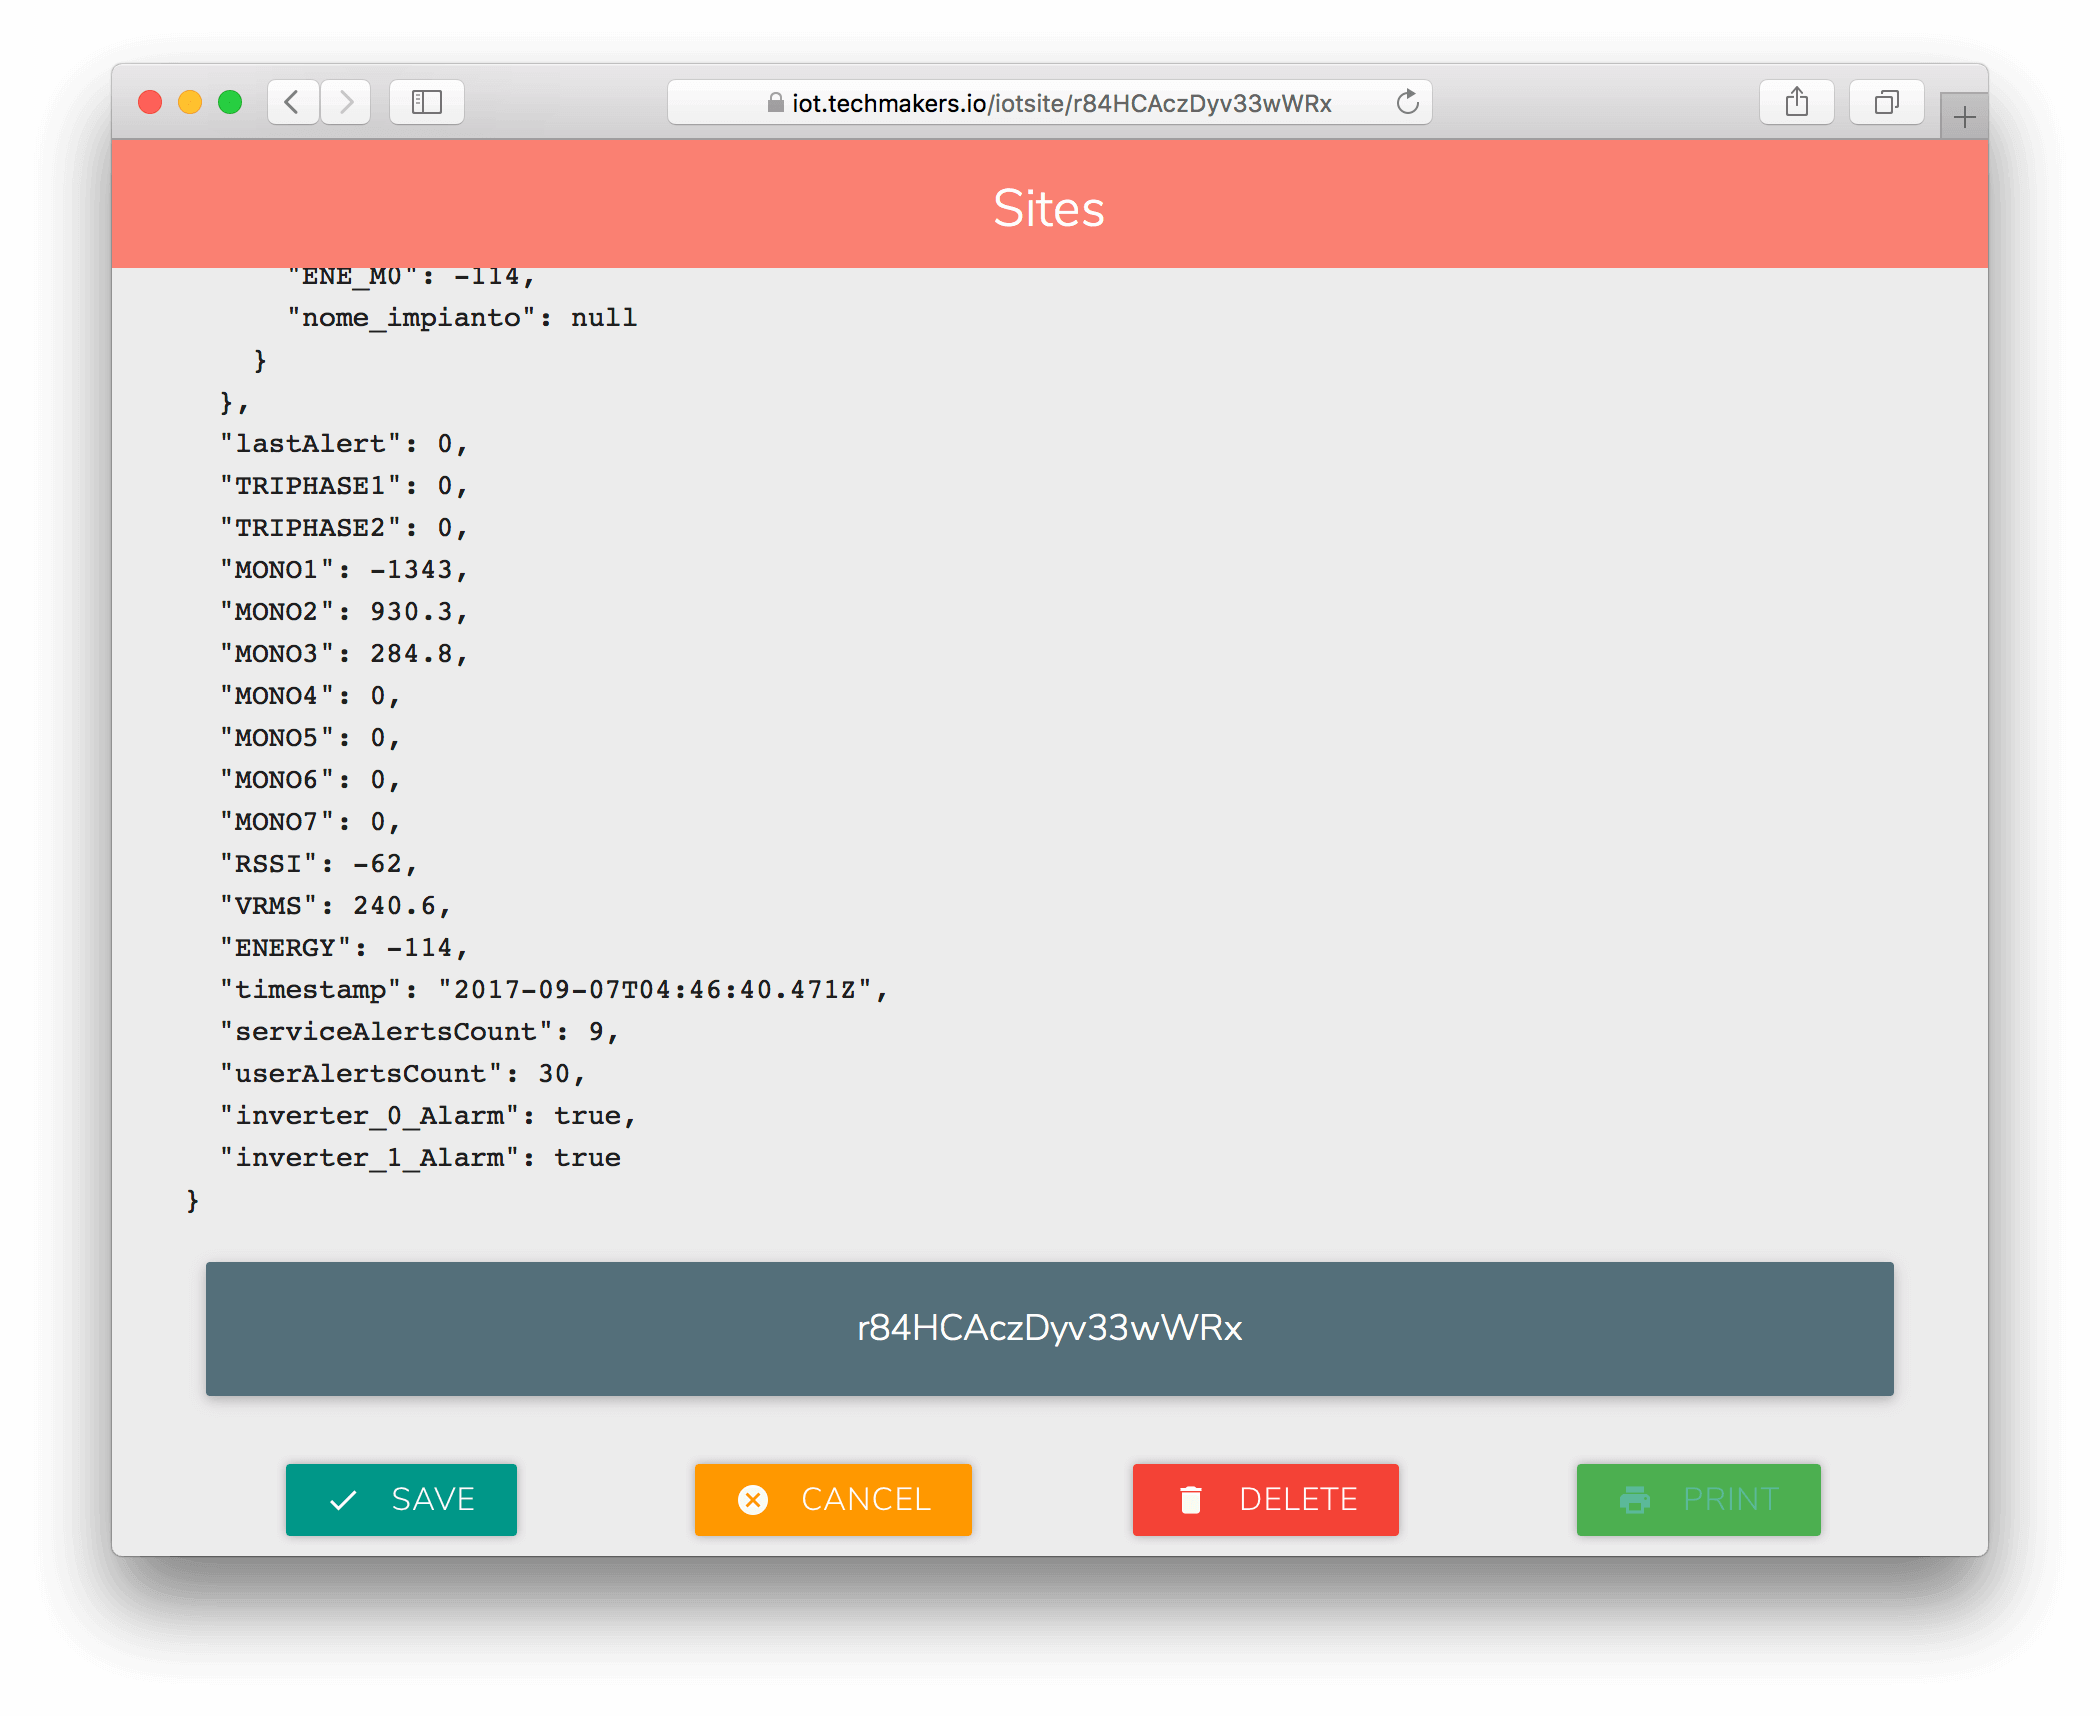 iot.techmakers.io/iotsite/r84HCAczDyv33wWRx
Sites
"ENE_M0": -114,
"nome_impianto": null
}
},
"lastAlert": 0,
"TRIPHASE1": 0,
"TRIPHASE2": 0,
"MONO1": -1343,
"MONO2": 930.3,
"MONO3": 284.8,
"MONO4": 0,
"MONO5": 0,
"MONO6": 0,
"MONO7": 0,
"RSSI": -62,
"VRMS": 240.6,
"ENERGY": -114,
"timestamp": "2017-09-07T04:46:40.471Z",
"serviceAlertsCount": 9,
"userAlertsCount": 30,
"inverter_0_Alarm": true,
"inverter_1_Alarm": true
}
r84HCAczDyv33wWRx
SAVE
CANCEL
DELETE
PRINT